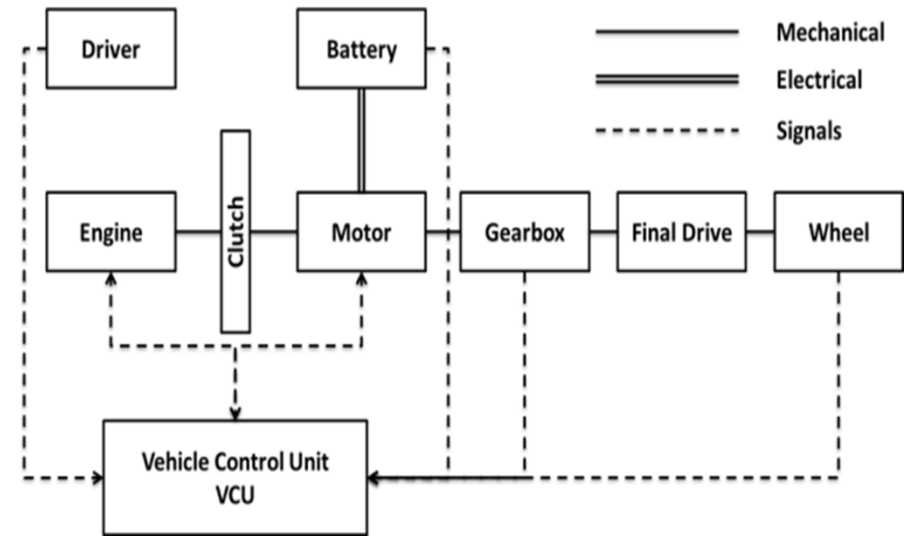 Driver
Battery
Mechanical
Electrical
Signals
Engine
Clutch
Motor
Gearbox
Final Drive
Wheel
Vehicle Control Unit
VCU